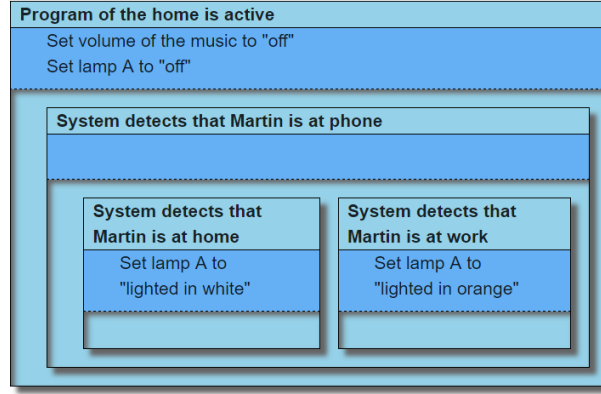 Program of the home is active
Set volume of the music to "off"
Set lamp A to "off"
System detects that Martin is at phone
System detects that
Martin is at home
Set lamp A to
"lighted in white"
System detects that
Martin is at work
Set lamp A to
"lighted in orange"